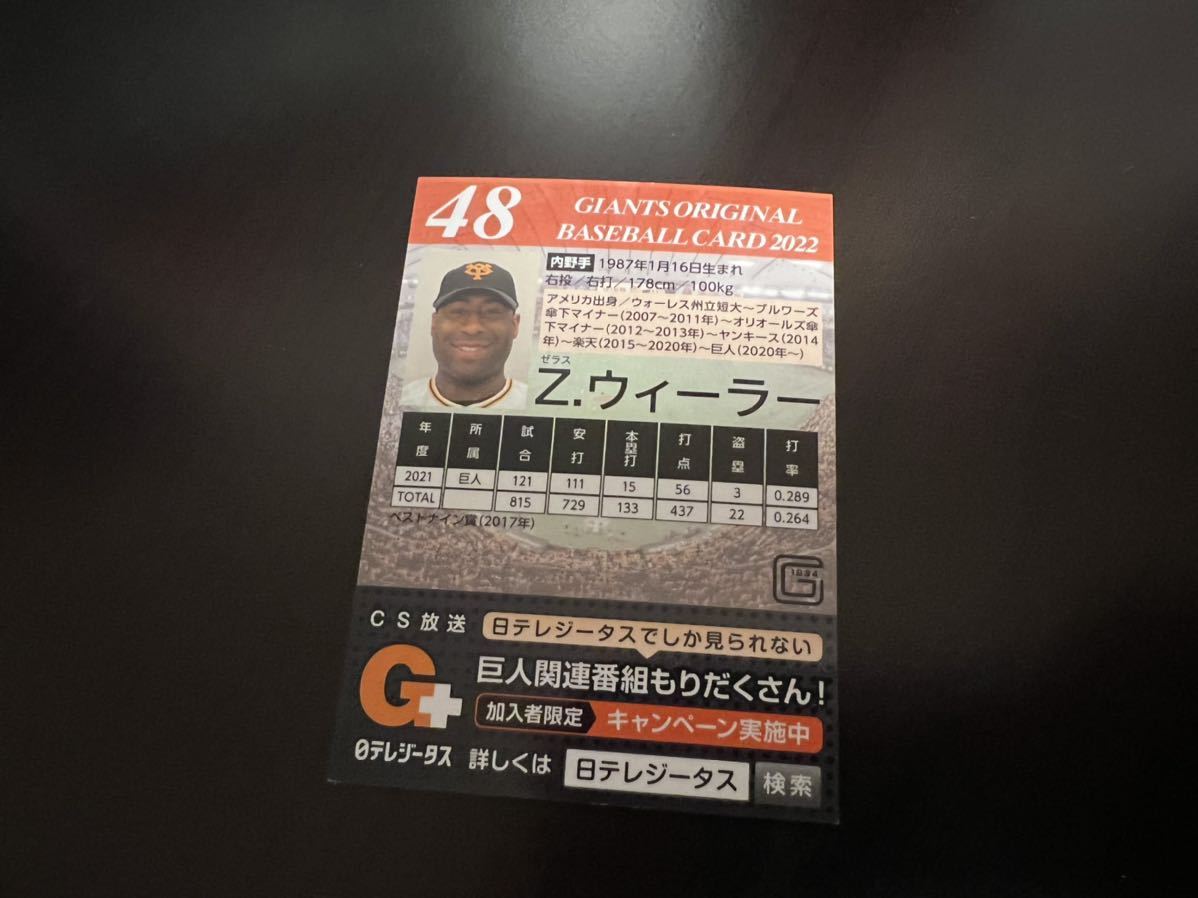 48
GIANTS ORIGINAL
BASEBALL CARD 2022
内野手 1987年1月16日生まれ
右投／右打／178cm／100kg
アメリカ出身／ウォーレス州立短大～ブルワーズ
傘下マイナー(2007～2011年)～オリオールズ傘
下マイナー(2012～2013年)～ヤンキース(2014
年)～楽天(2015～2020年)～巨人(2020年～)
ゼラス
Z.ウィーラー
年度 所属 試合 安打 本塁打 打点 盗塁 打率
2021 巨人 121 111 15 56 3 0.289
TOTAL 815 729 133 437 22 0.264
ベストナイン賞(2017年)
1934
CS放送 日テレジータスでしか見られない
G+ 巨人関連番組もりだくさん!
加入者限定 キャンペーン実施中
日テレジータス 詳しくは 日テレジータス 検索